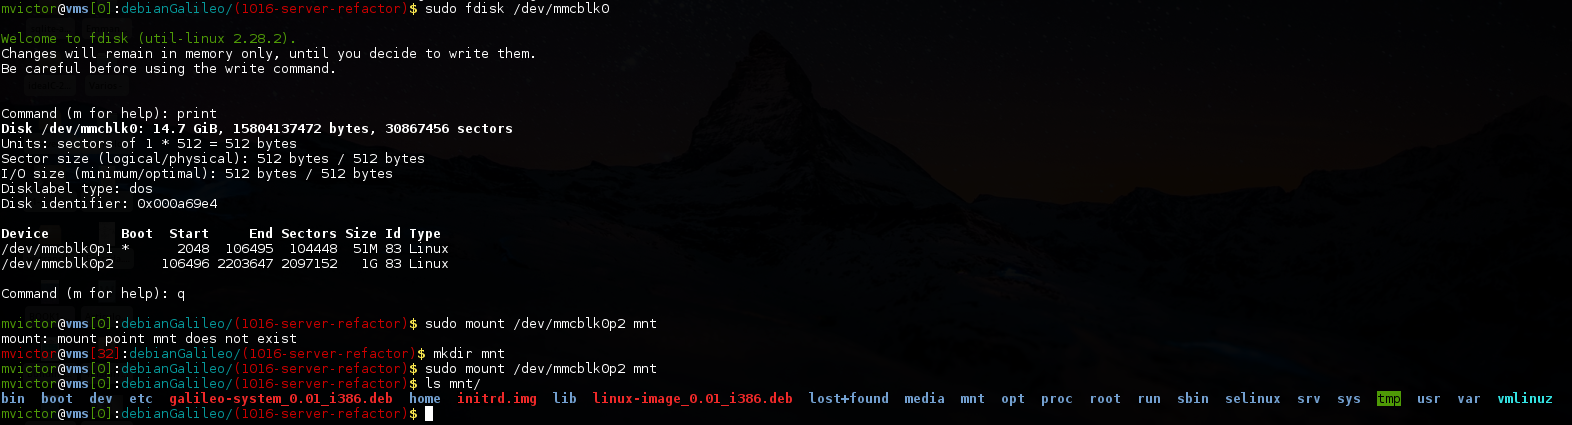 mvictor@vms[0]:debianGalileo/(1016-server-refactor)$ sudo fdisk /dev/mmcblk0
Welcome to fdisk (util-linux 2.28.2).
Changes will remain in memory only, until you decide to write them.
Be careful before using the write command.
Command (m for help): print
Disk /dev/mmcblk0: 14.7 GiB, 15804137472 bytes, 30867456 sectors
Units: sectors of 1 * 512 = 512 bytes
Sector size (logical/physical): 512 bytes / 512 bytes
I/O size (minimum/optimal): 512 bytes / 512 bytes
Disklabel type: dos
Disk identifier: 0x000a69e4
Device Boot Start End Sectors Size Id Type
/dev/mmcblk0p1 * 2048 106495 104448 51M 83 Linux
/dev/mmcblk0p2 106496 2203647 2097152 1G 83 Linux
Command (m for help): q
mvictor@vms[0]:debianGalileo/(1016-server-refactor)$ sudo mount /dev/mmcblk0p2 mnt
mount: mount point mnt does not exist
mvictor@vms[32]:debianGalileo/(1016-server-refactor)$ mkdir mnt
mvictor@vms[0]:debianGalileo/(1016-server-refactor)$ sudo mount /dev/mmcblk0p2 mnt
mvictor@vms[0]:debianGalileo/(1016-server-refactor)$ ls mnt/
bin boot dev etc galileo-system_0.01_i386.deb home initrd.img lib linux-image_0.01_i386.deb lost+found media mnt opt proc root run sbin selinux srv sys tmp usr var vmlinuz
mvictor@vms[0]:debianGalileo/(1016-server-refactor)$